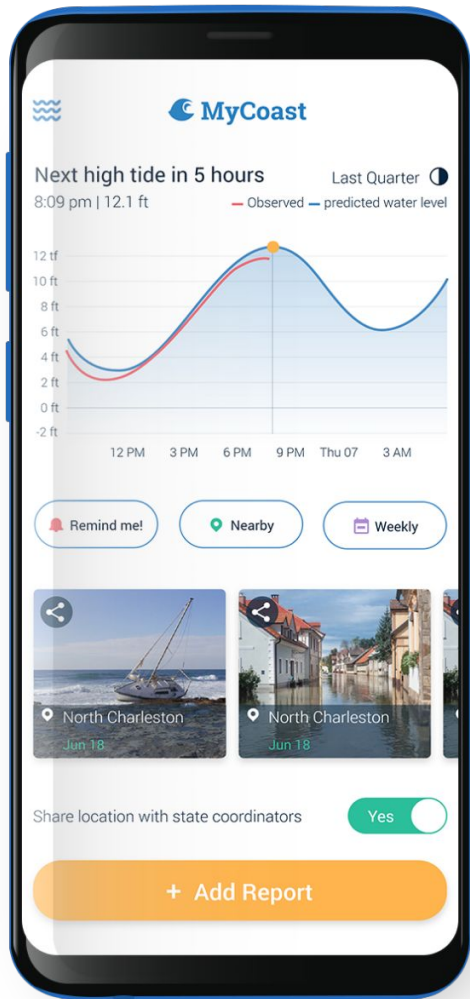 MyCoast
Next high tide in 5 hours
Last Quarter
8:09 pm | 12.1 ft
Observed
predicted water level
12 tf
10 ft
8 ft
6 ft
4 ft
2 ft
0 ft
-2 ft
12 PM 3 PM 6 PM 9 PM Thu 07 3 AM
Remind me!
Nearby
Weekly
North Charleston
Jun 18
North Charleston
Jun 18
Share location with state coordinators
Yes
+ Add Report